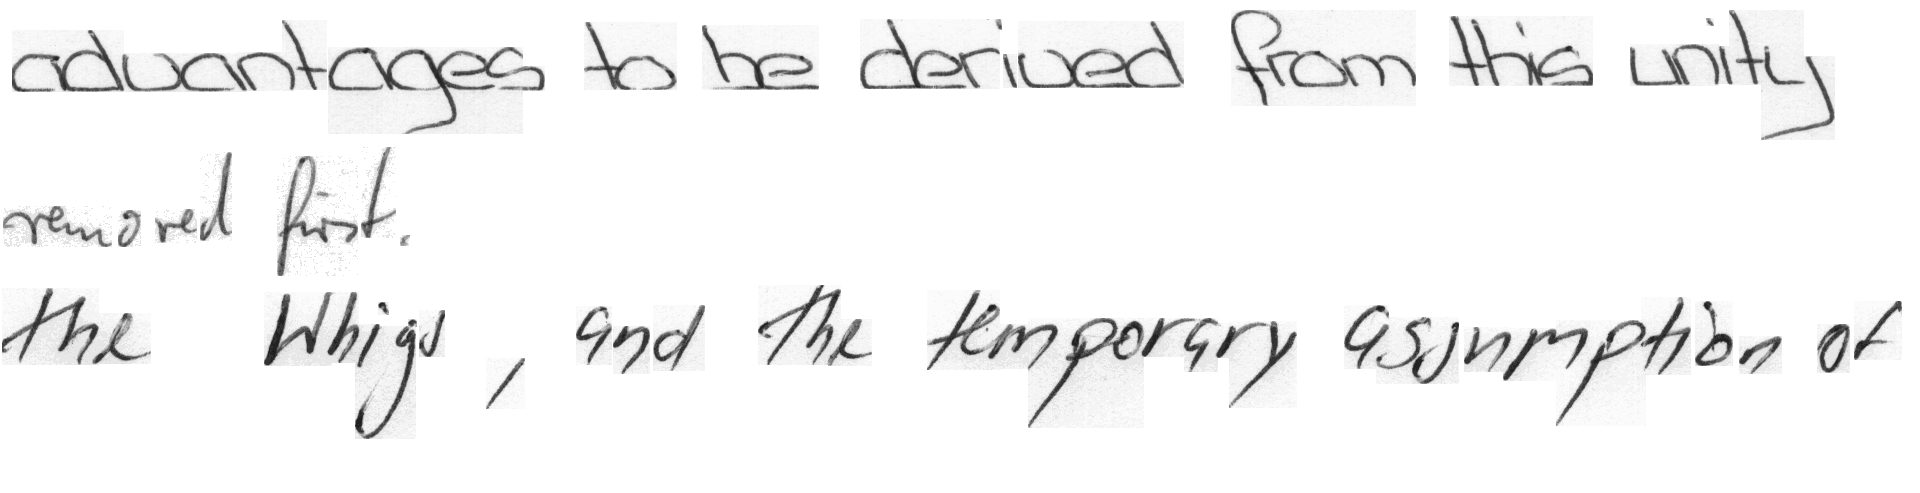 advantages to be derived from this unity
removed first.
the Whigs , and the temporary assumption of